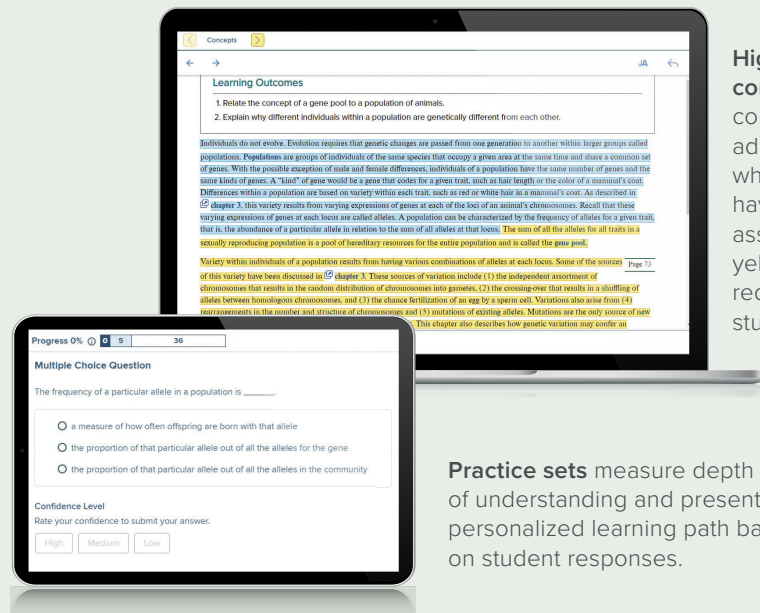 Concepts
Learning Outcomes
1. Relate the concept of a gene pool to a population of animals.
2. Explain why different individuals within a population are genetically different from each other.
Individuals do not evolve. Evolution requires that genetic changes are passed from one generation to another within larger groups called
populations. Populations are groups of individuals of the same species that occupy a given area at the same time and share a common set
of genes. With the possible exception of male and female differences, individuals of a population have the same number of genes and the
same kinds of genes. A "kind" of gene would be a gene that codes for a given trait, such as hair length or the color of a mammal's coat.
Differences within a population are based on variety within each trait, such as red or white hair in a mammal's coat. As described in
chapter 3, this variety results from varying expressions of genes at each of the loci of an animal's chromosomes. Recall that these
varying expressions of genes at each locus are called alleles. A population can be characterized by the frequency of alleles for a given trait,
that is, the abundance of a particular allele in relation to the sum of all alleles at that locus. The sum of all the alleles for all traits in a
sexually reproducing population is a pool of hereditary resources for the entire population and is called the gene pool.
Variety within individuals of a population results from having various combinations of alleles at each locus. Some of the sources Page 73
of this variety have been discussed in chapter 3. These sources of variation include (1) the independent assortment of
chromosomes that results in the random distribution of chromosomes into gametes, (2) the crossing-over that results in a shuffling of
alleles between homologous chromosomes, and (3) the chance fertilization of an egg by a sperm cell. Variations also arise from (4)
rearrangements in the number and structure of chromosomes and (5) mutations of existing alleles. Mutations are the only source of new
This chapter also describes how genetic variation may confer an
Hig
co
ad
wh
hav
ass
yel
stu
Progress 0% 0 5 36
Multiple Choice Question
The frequency of a particular allele in a population is ______.
a measure of how often offspring are born with that allele
the proportion of that particular allele out of all the alleles for the gene
the proportion of that particular allele out of all the alleles in the community
Confidence Level
Rate your confidence to submit your answer.
High Medium Low
Practice sets measure depth
of understanding and present
personalized learning path ba
on student responses.